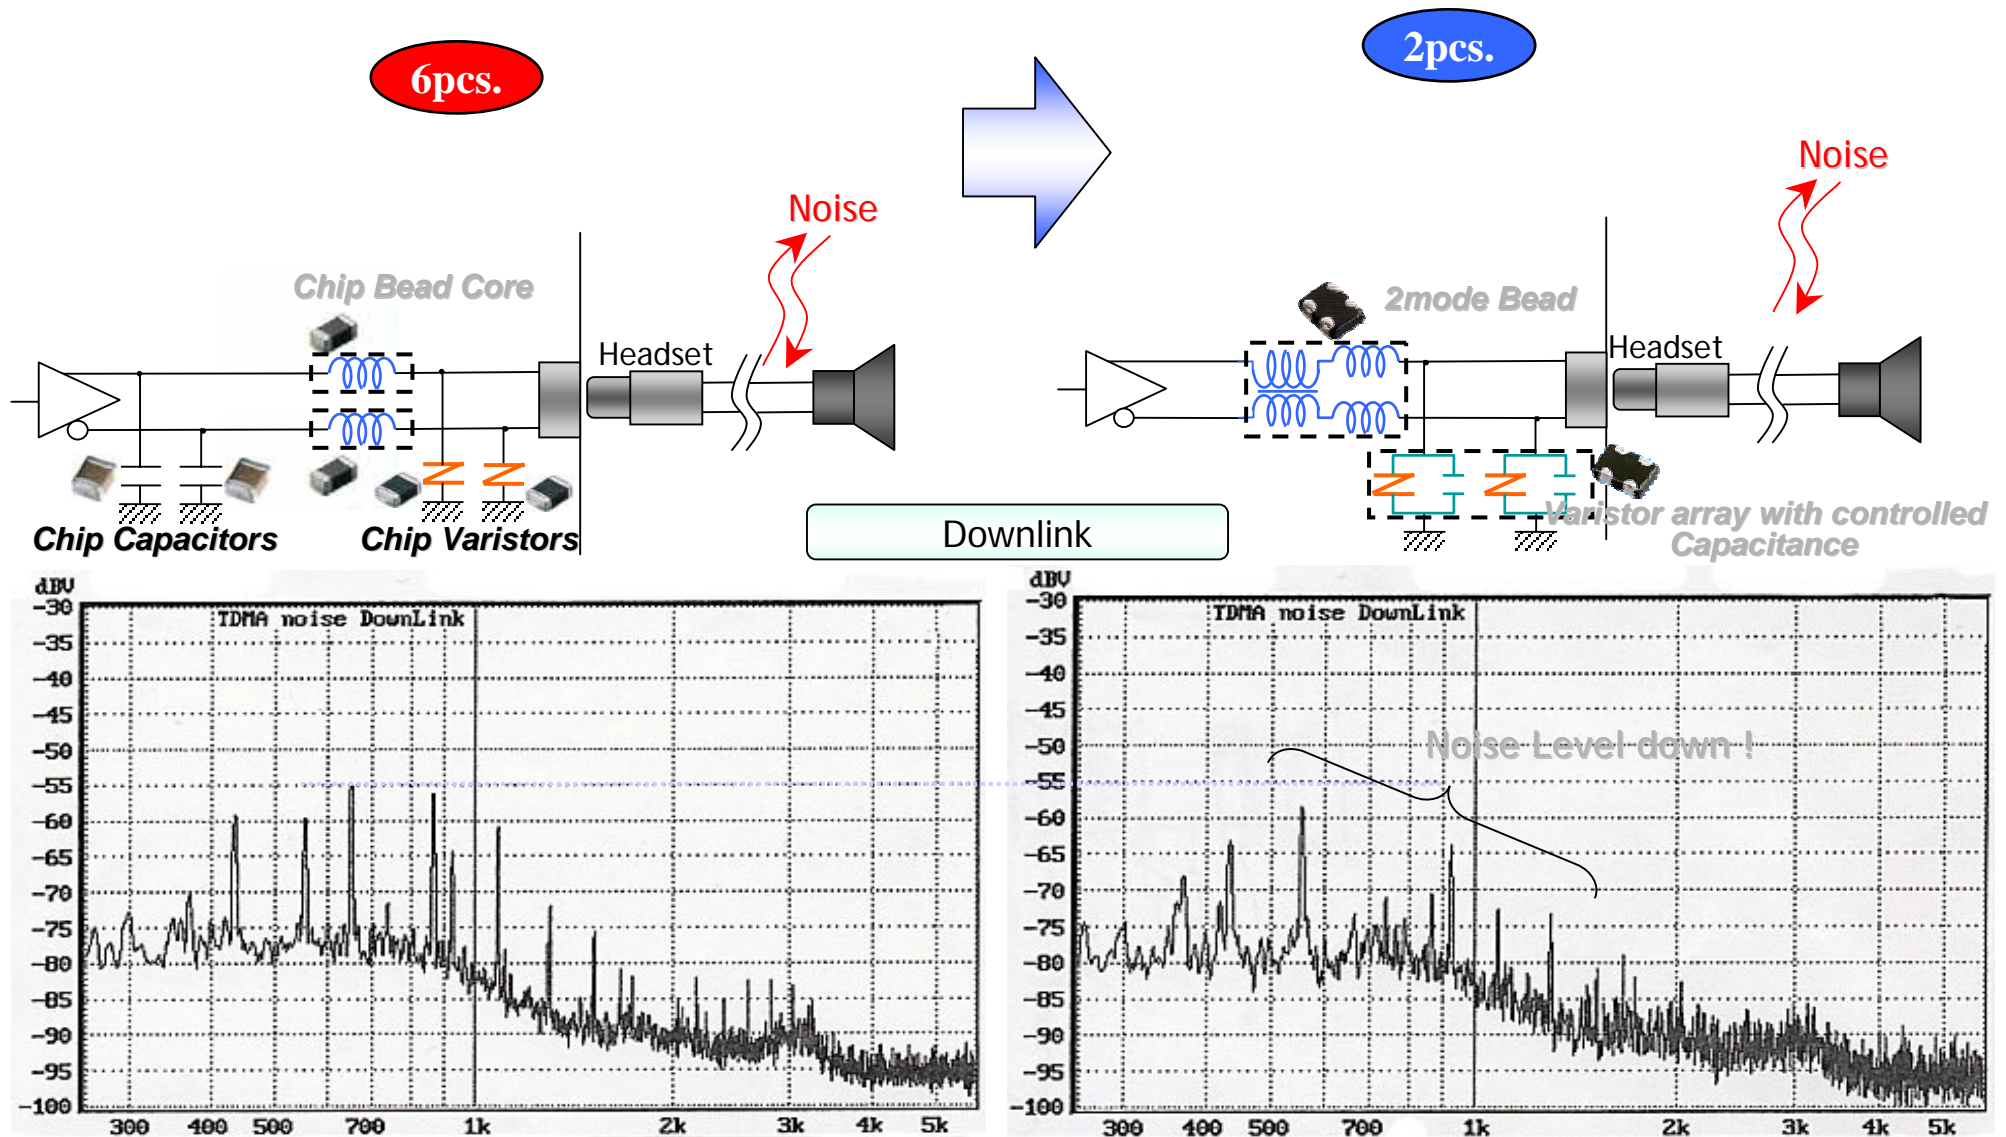 6pcs.
2pcs.
Noise
Noise
Chip Bead Core
2mode Bead
Headset
Headset
Chip Capacitors
Chip Varistors
Varistor array with controlled
Capacitance
Downlink
dBV
TDMA noise DownLink
-30
-35
-40
-45
-50
-55
-60
-65
-70
-75
-80
-85
-90
-95
-100
300 400 500 700 1k 2k 3k 4k 5k
dBV
TDMA noise DownLink
Noise Level down !
-30
-35
-40
-45
-50
-55
-60
-65
-70
-75
-80
-85
-90
-95
-100
300 400 500 700 1k 2k 3k 4k 5k